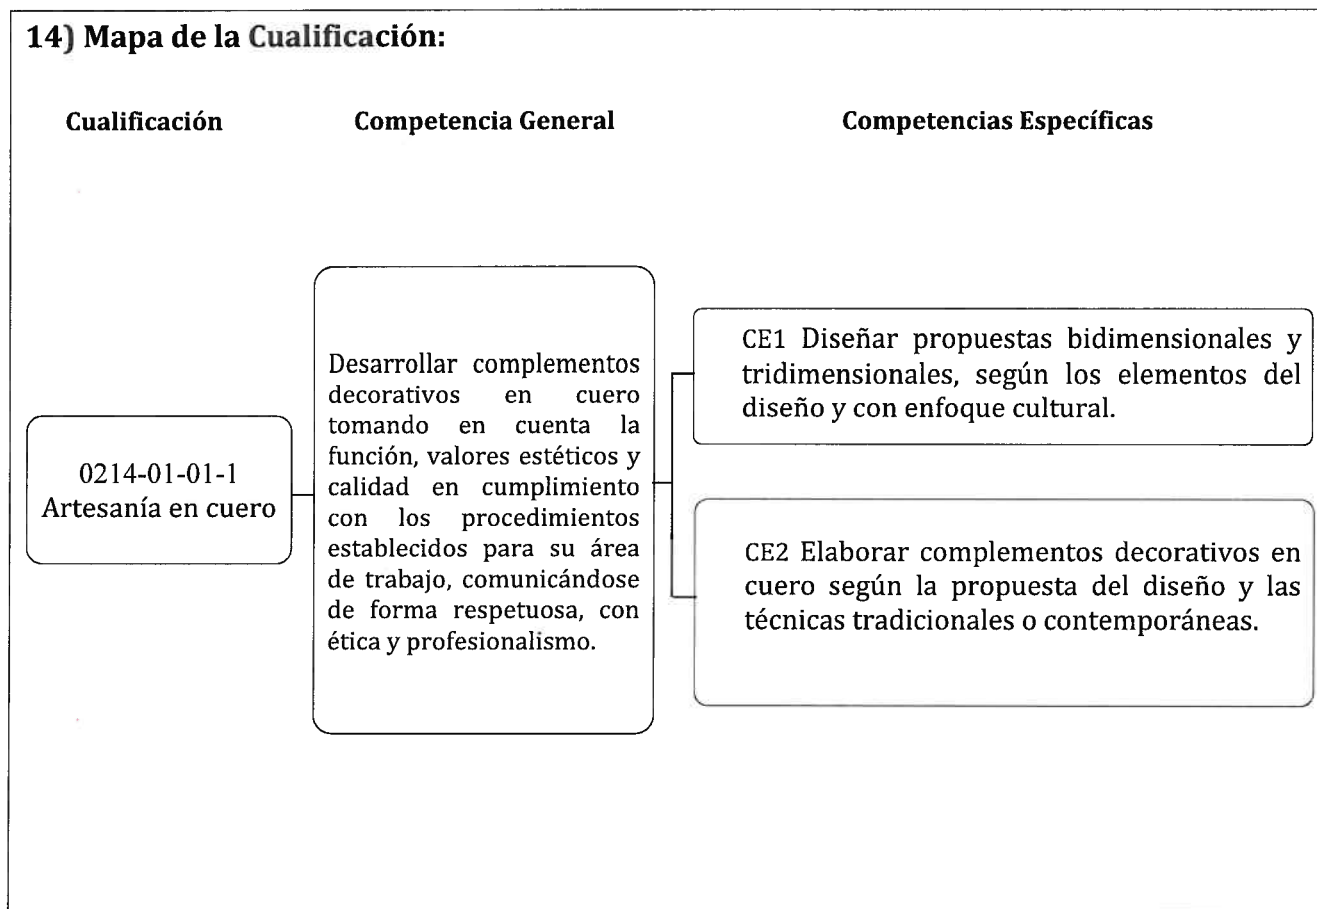 14) Mapa de la Cualificación:
Cualificación
Competencia General
Competencias Específicas
0214-01-01-1
Artesanía en cuero
Desarrollar complementos
decorativos en cuero
tomando en cuenta la
función, valores estéticos y
calidad en cumplimiento
con los procedimientos
establecidos para su área
de trabajo, comunicándose
de forma respetuosa, con
ética y profesionalismo.
CE1 Diseñar propuestas bidimensionales y
tridimensionales, según los elementos del
diseño y con enfoque cultural.
CE2 Elaborar complementos decorativos en
cuero según la propuesta del diseño y las
técnicas tradicionales o contemporáneas.